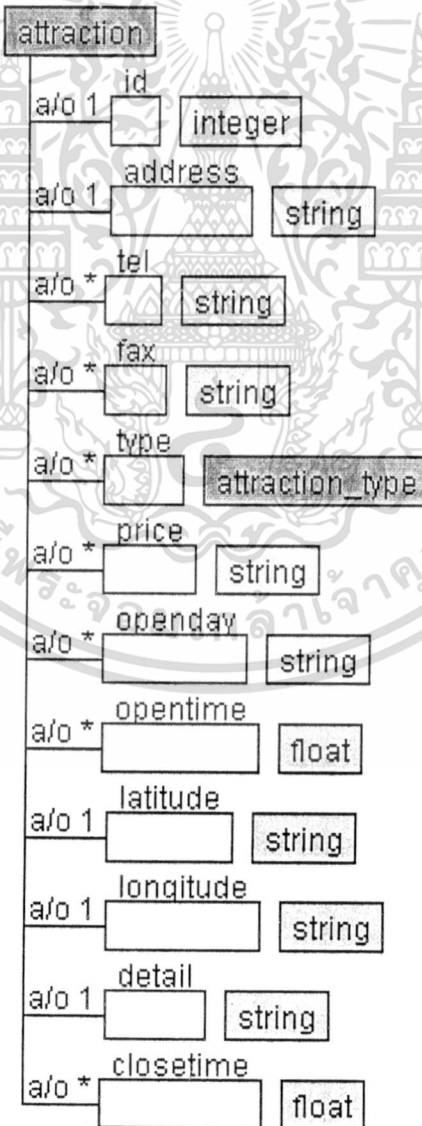 attraction
id
a/o 1 integer
address
a/o 1 string
tel
a/o * string
fax
a/o * string
type
a/o * attraction_type
price
a/o * string
openday
a/o * string
opentime
a/o * float
latitude
a/o 1 string
longitude
a/o 1 string
detail
a/o 1 string
closetime
a/o * float